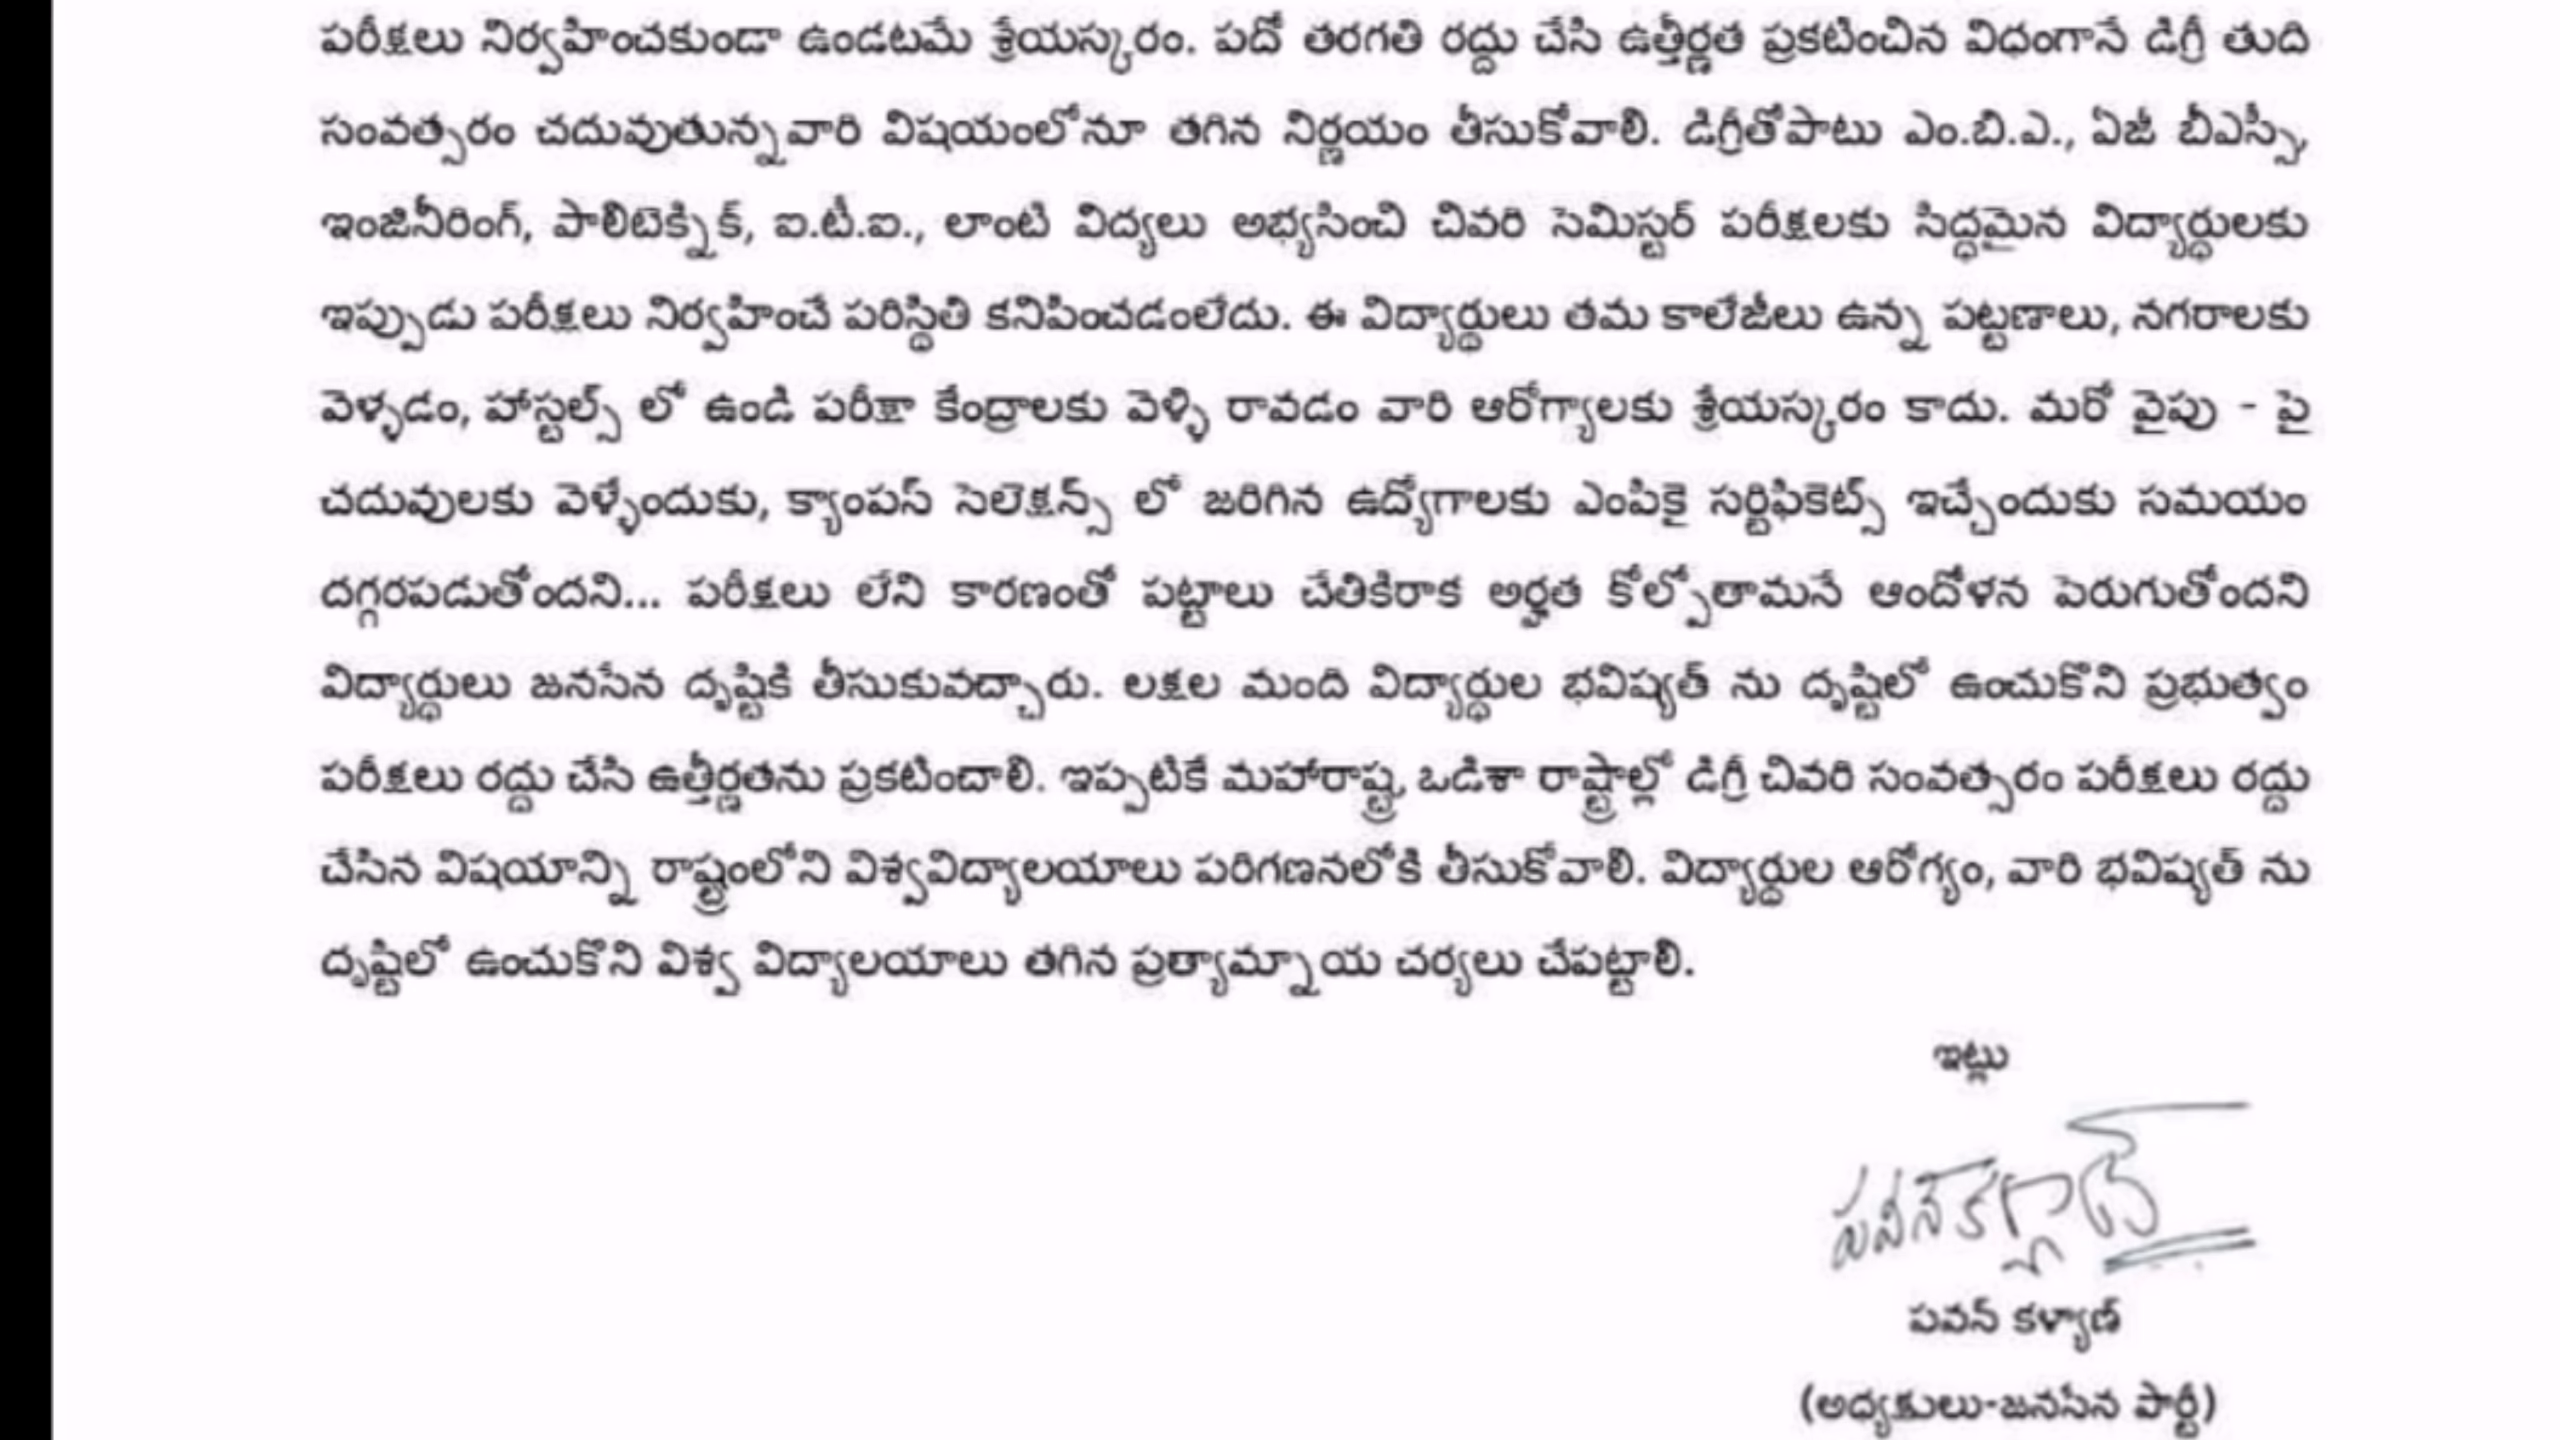 పరీక్షలు నిర్వహించకుండా ఉండటమే శ్రేయస్కరం. పదో తరగతి రద్దు చేసి ఉత్తీర్ణత ప్రకటించిన విధంగానే డిగ్రీ తుది
సంవత్సరం చదువుతున్నవారి విషయంలోనూ తగిన నిర్ణయం తీసుకోవాలి. డిగ్రీతోపాటు ఎం.బి.ఎ., ఏజీ బీఎస్సీ,
ఇంజినీరింగ్, పాలిటెక్నిక్, ఐ.టీ.ఐ., లాంటి విద్యలు అభ్యసించి చివరి సెమిస్టర్ పరీక్షలకు సిద్ధమైన విద్యార్థులకు
ఇప్పుడు పరీక్షలు నిర్వహించే పరిస్థితి కనిపించడంలేదు. ఈ విద్యార్థులు తమ కాలేజీలు ఉన్న పట్టణాలు, నగరాలకు
వెళ్ళడం, హాస్టల్స్ లో ఉండి పరీక్షా కేంద్రాలకు వెళ్ళి రావడం వారి ఆరోగ్యాలకు శ్రేయస్కరం కాదు. మరో వైపు - పై
చదువులకు వెళ్ళేందుకు, క్యాంపస్ సెలెక్షన్స్ లో జరిగిన ఉద్యోగాలకు ఎంపికై సర్టిఫికెట్స్ ఇచ్చేందుకు సమయం
దగ్గరపడుతోందని... పరీక్షలు లేని కారణంతో పట్టాలు చేతికిరాక అర్హత కోల్పోతామనే ఆందోళన పెరుగుతోందని
విద్యార్థులు జనసేన దృష్టికి తీసుకువచ్చారు. లక్షల మంది విద్యార్థుల భవిష్యత్ ను దృష్టిలో ఉంచుకొని ప్రభుత్వం
పరీక్షలు రద్దు చేసి ఉత్తీర్ణతను ప్రకటించాలి. ఇప్పటికే మహారాష్ట్ర, ఒడిశా రాష్ట్రాల్లో డిగ్రీ చివరి సంవత్సరం పరీక్షలు రద్దు
చేసిన విషయాన్ని రాష్ట్రంలోని విశ్వవిద్యాలయాలు పరిగణనలోకి తీసుకోవాలి. విద్యార్థుల ఆరోగ్యం, వారి భవిష్యత్ ను
దృష్టిలో ఉంచుకొని విశ్వ విద్యాలయాలు తగిన ప్రత్యామ్నాయ చర్యలు చేపట్టాలి.
ఇట్లు
పవన్ కళ్యాణ్
పవన్ కళ్యాణ్
(అధ్యక్షులు-జనసేన పార్టీ)